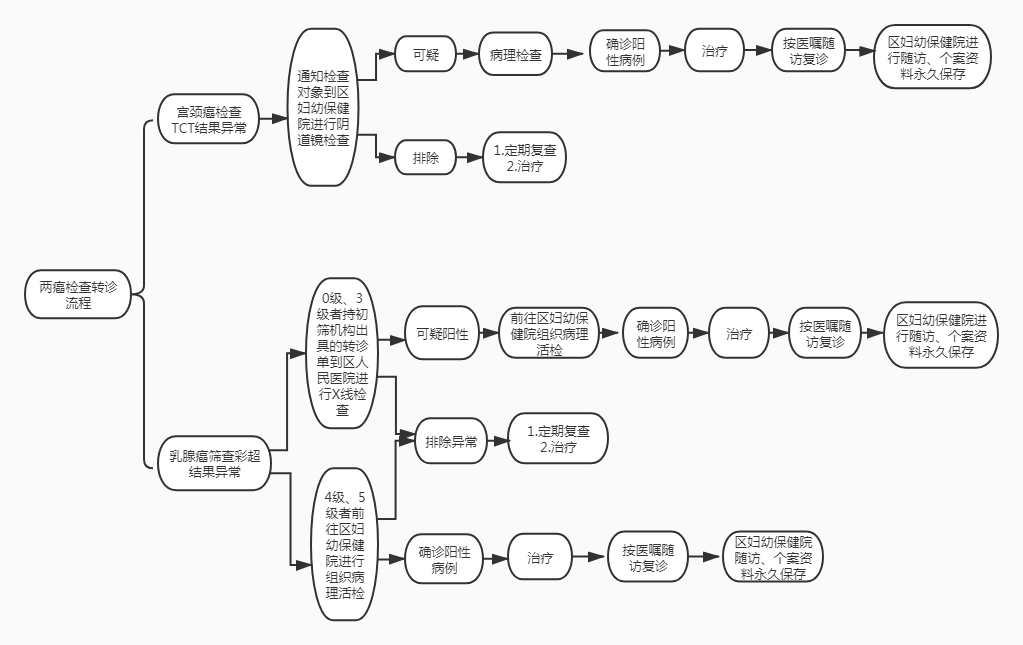 两癌检查转诊
流程
宫颈癌检查
TCT结果异常
通知检查
对象到区
妇幼保健
院进行阴
道镜检查
可疑
病理检查
确诊阳
性病例
治疗
按医嘱随
访复诊
区妇幼保健院进
行随访、个案资
料永久保存
排除
1.定期复查
2.治疗
乳腺癌筛查彩超
结果异常
0级、3
级者持初
筛机构出
具的转诊
单到区人
民医院进
行X线检
查
可疑阳性
前往区妇幼保
健院组织病理
活检
确诊阳
性病例
治疗
按医嘱随
访复诊
区妇幼保健院进
行随访、个案资
料永久保存
排除异常
1.定期复查
2.治疗
4级、5
级者前
往区妇
幼保健
院进行
组织病
理活检
确诊阳性
病例
治疗
按医嘱随
访复诊
区妇幼保健院
随访、个案资
料永久保存